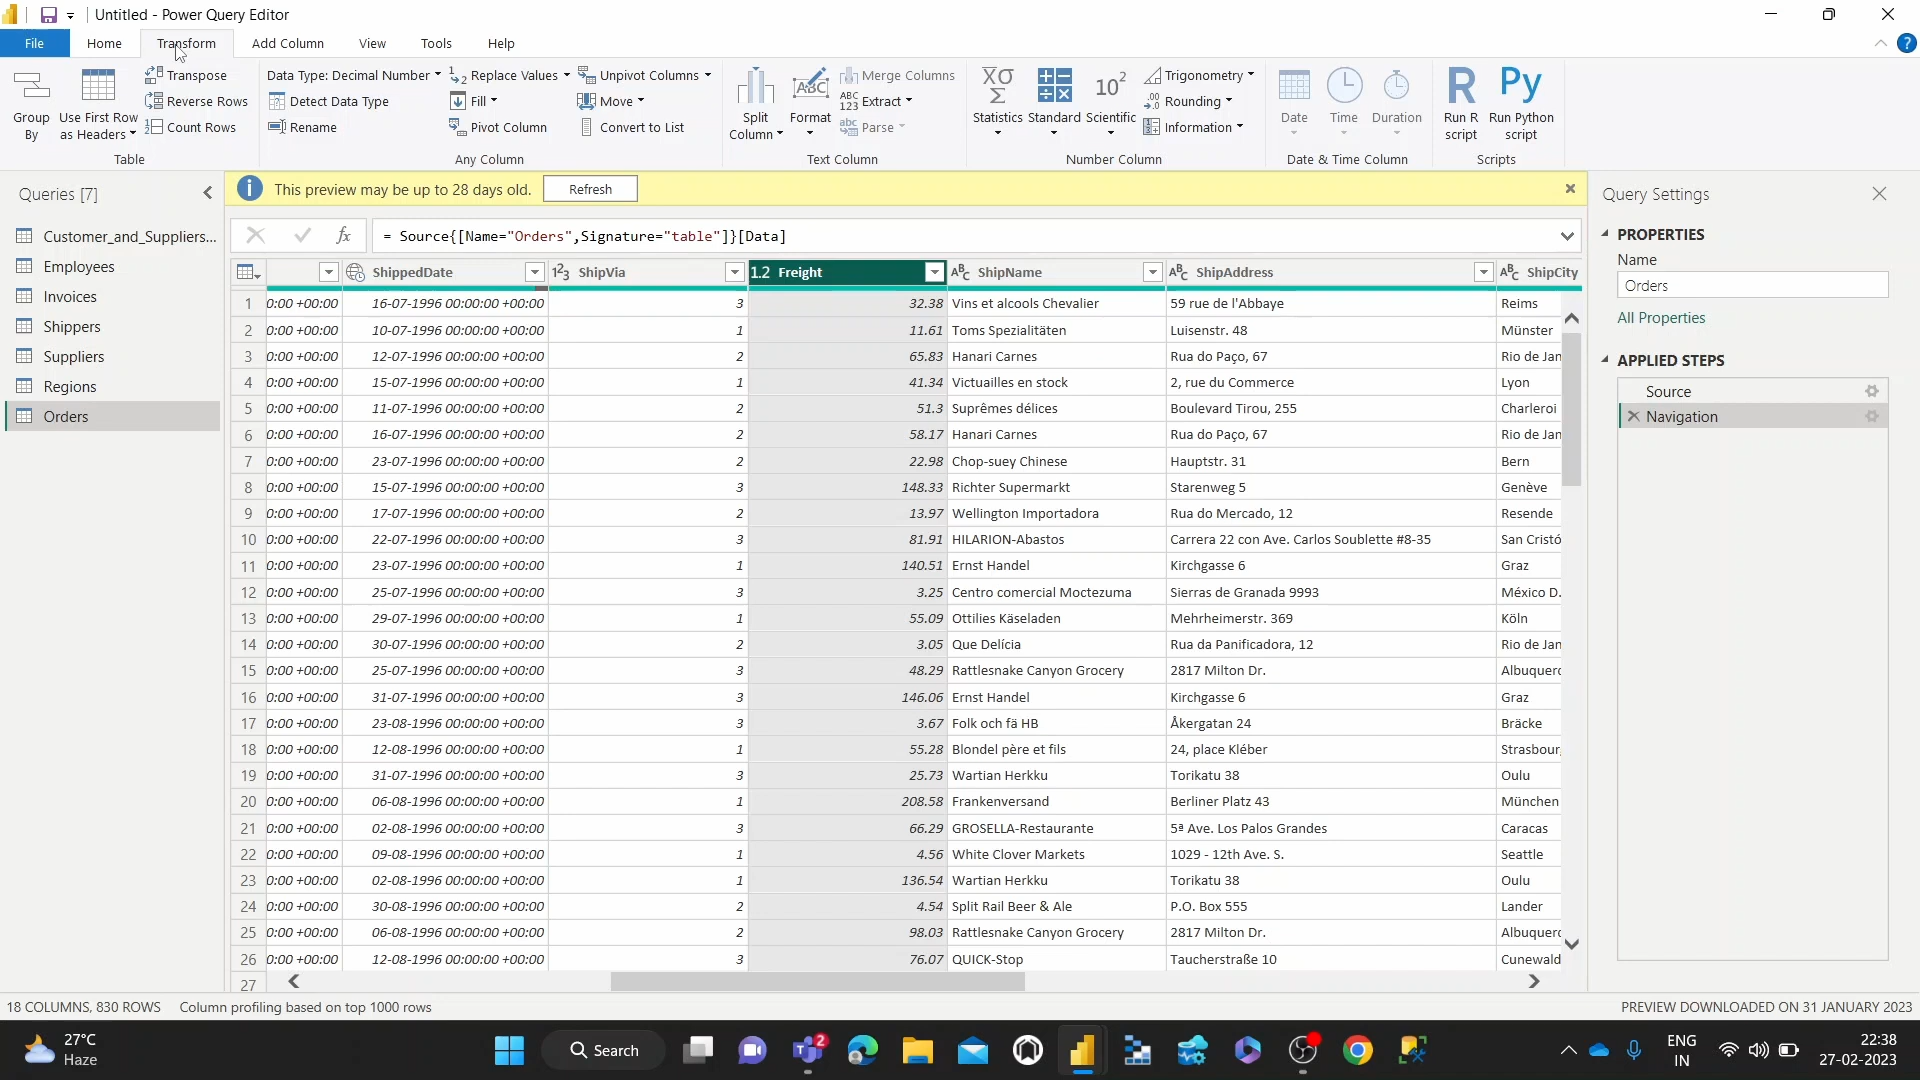 Untitled - Power Query Editor
File Home Transform Add Column View Tools Help
Group By
Use First Row as Headers
Transpose
Reverse Rows
Count Rows
Table
Data Type: Decimal Number
Detect Data Type
Rename
Replace Values
Fill
Pivot Column
Unpivot Columns
Move
Convert to List
Any Column
Split Column
Format
Merge Columns
Extract
Parse
Text Column
Statistics
Standard
Scientific
Trigonometry
Rounding
Information
Number Column
Date
Time
Duration
Date & Time Column
Run R script
Run Python script
Scripts
Queries [7]
Customer_and_Suppliers...
Employees
Invoices
Shippers
Suppliers
Regions
Orders
This preview may be up to 28 days old. Refresh
= Source{[Name="Orders",Signature="table"]}[Data]
ShippedDate 1²3 ShipVia 1.2 Freight ABC ShipName ABC ShipAddress ABC ShipCity
1 0:00 +00:00 16-07-1996 00:00:00 +00:00 3 32.38 Vins et alcools Chevalier 59 rue de l'Abbaye Reims
2 0:00 +00:00 10-07-1996 00:00:00 +00:00 1 11.61 Toms Spezialitäten Luisenstr. 48 Münster
3 0:00 +00:00 12-07-1996 00:00:00 +00:00 2 65.83 Hanari Carnes Rua do Paço, 67 Rio de Jan
4 0:00 +00:00 15-07-1996 00:00:00 +00:00 1 41.34 Victuailles en stock 2, rue du Commerce Lyon
5 0:00 +00:00 11-07-1996 00:00:00 +00:00 2 51.3 Suprêmes délices Boulevard Tirou, 255 Charleroi
6 0:00 +00:00 16-07-1996 00:00:00 +00:00 2 58.17 Hanari Carnes Rua do Paço, 67 Rio de Jan
7 0:00 +00:00 23-07-1996 00:00:00 +00:00 2 22.98 Chop-suey Chinese Hauptstr. 31 Bern
8 0:00 +00:00 15-07-1996 00:00:00 +00:00 3 148.33 Richter Supermarkt Starenweg 5 Genève
9 0:00 +00:00 17-07-1996 00:00:00 +00:00 2 13.97 Wellington Importadora Rua do Mercado, 12 Resende
10 0:00 +00:00 22-07-1996 00:00:00 +00:00 3 81.91 HILARION-Abastos Carrera 22 con Ave. Carlos Soublette #8-35 San Cristó
11 0:00 +00:00 23-07-1996 00:00:00 +00:00 1 140.51 Ernst Handel Kirchgasse 6 Graz
12 0:00 +00:00 25-07-1996 00:00:00 +00:00 3 3.25 Centro comercial Moctezuma Sierras de Granada 9993 México D.
13 0:00 +00:00 29-07-1996 00:00:00 +00:00 1 55.09 Ottilies Käseladen Mehrheimerstr. 369 Köln
14 0:00 +00:00 30-07-1996 00:00:00 +00:00 2 3.05 Que Delícia Rua da Panificadora, 12 Rio de Jan
15 0:00 +00:00 25-07-1996 00:00:00 +00:00 3 48.29 Rattlesnake Canyon Grocery 2817 Milton Dr. Albuquerq
16 0:00 +00:00 31-07-1996 00:00:00 +00:00 3 146.06 Ernst Handel Kirchgasse 6 Graz
17 0:00 +00:00 23-08-1996 00:00:00 +00:00 3 3.67 Folk och fä HB Åkergatan 24 Bräcke
18 0:00 +00:00 12-08-1996 00:00:00 +00:00 1 55.28 Blondel père et fils 24, place Kléber Strasbour
19 0:00 +00:00 31-07-1996 00:00:00 +00:00 3 25.73 Wartian Herkku Torikatu 38 Oulu
20 0:00 +00:00 06-08-1996 00:00:00 +00:00 1 208.58 Frankenversand Berliner Platz 43 München
21 0:00 +00:00 02-08-1996 00:00:00 +00:00 3 66.29 GROSELLA-Restaurante 5ª Ave. Los Palos Grandes Caracas
22 0:00 +00:00 09-08-1996 00:00:00 +00:00 1 4.56 White Clover Markets 1029 - 12th Ave. S. Seattle
23 0:00 +00:00 02-08-1996 00:00:00 +00:00 1 136.54 Wartian Herkku Torikatu 38 Oulu
24 0:00 +00:00 30-08-1996 00:00:00 +00:00 2 4.54 Split Rail Beer & Ale P.O. Box 555 Lander
25 0:00 +00:00 06-08-1996 00:00:00 +00:00 2 98.03 Rattlesnake Canyon Grocery 2817 Milton Dr. Albuquerq
26 0:00 +00:00 12-08-1996 00:00:00 +00:00 3 76.07 QUICK-Stop Taucherstraße 10 Cunewald
27
Query Settings
PROPERTIES
Name
Orders
All Properties
APPLIED STEPS
Source
Navigation
18 COLUMNS, 830 ROWS Column profiling based on top 1000 rows PREVIEW DOWNLOADED ON 31 JANUARY 2023
27°C
Haze
Search
2
ENG
IN
22:38
27-02-2023